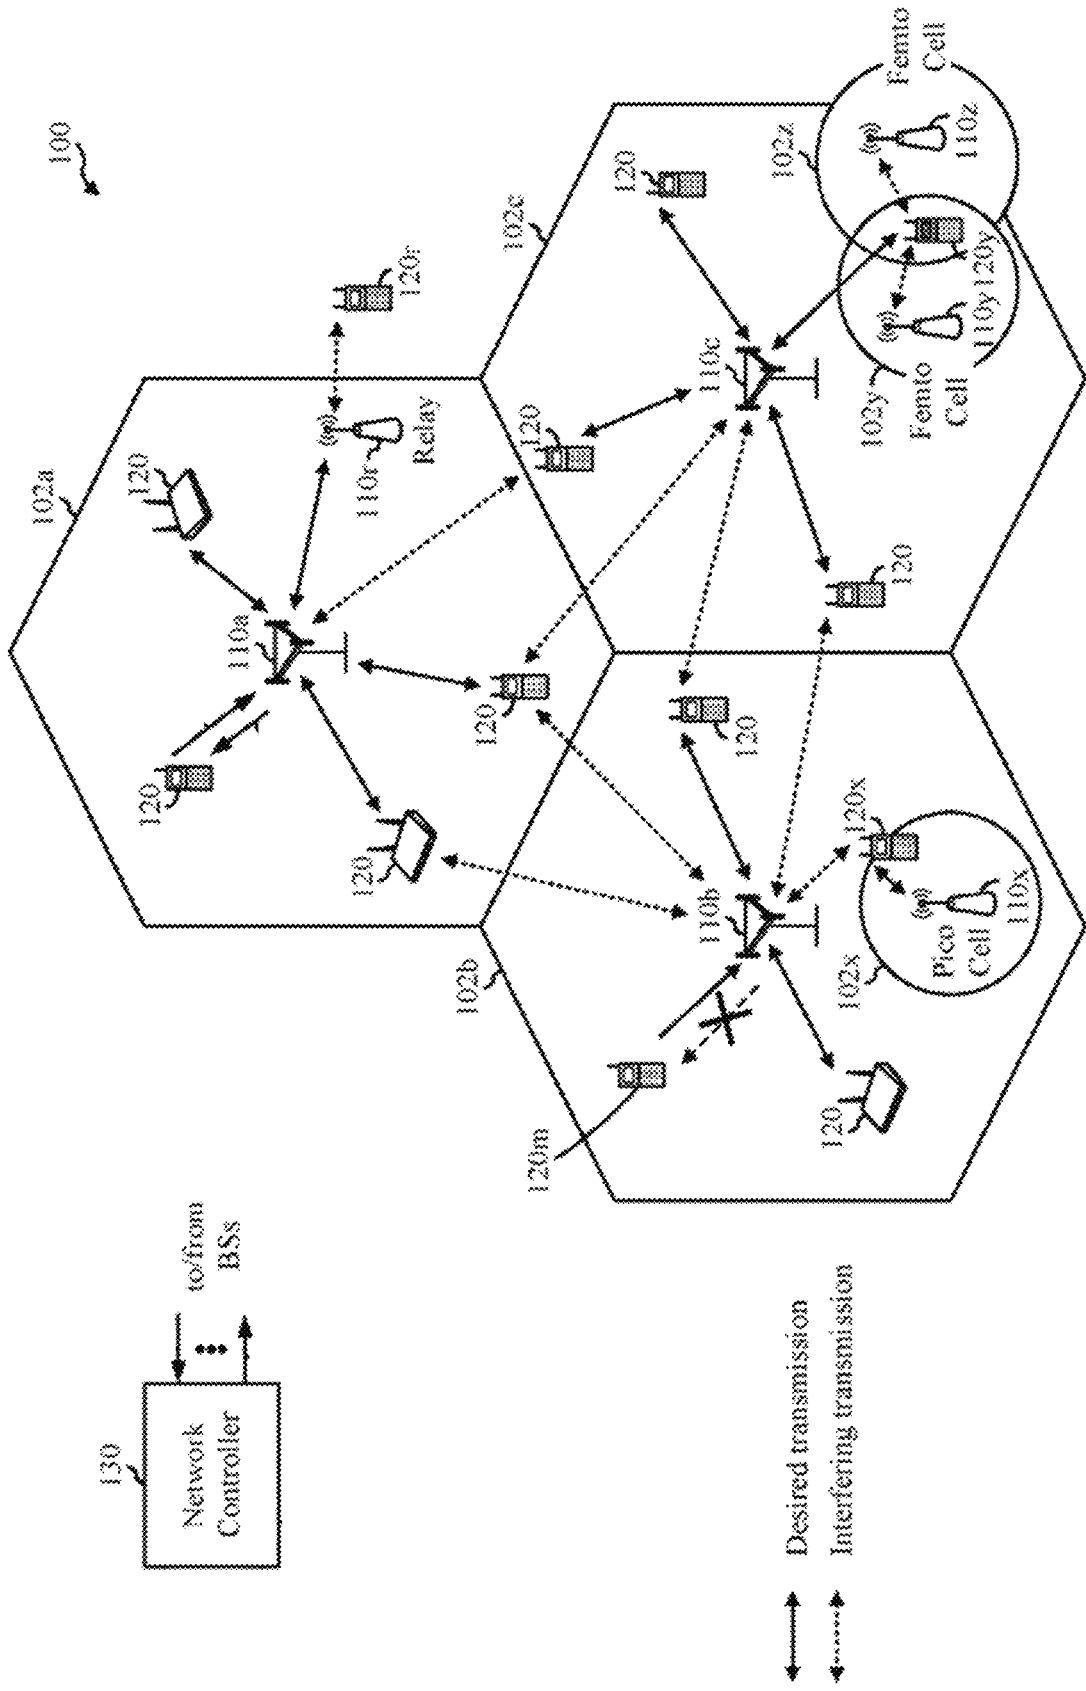 100
130
Network
Controller
to/from
BSs
102a
120
120
110a
120
110r
Relay
120r
120
120
102b
102c
120
120m
110b
120
110c
120
120
120
120x
102x
Pico
Cell
110x
102y
Femto
Cell
110y
120y
102z
110z
Femto
Cell
Desired transmission
Interfering transmission